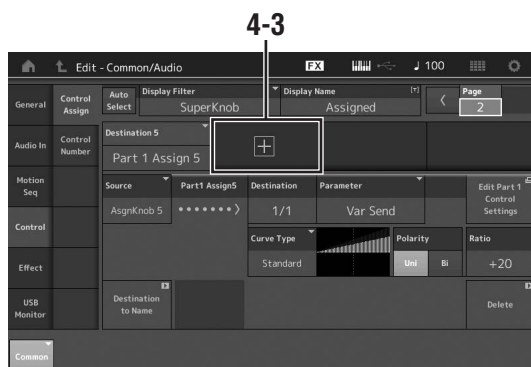 4-3
Edit - Common/Audio FX 100
General
Control Assign
Auto Select
Display Filter
SuperKnob
Display Name
Assigned
[T]
Page
2
Audio In
Control Number
Destination 5
Part 1 Assign 5
+
Motion Seq
Source
AsgnKnob 5
Part1 Assign5
Destination
1/1
Parameter
Var Send
Edit Part 1 Control Settings
Control
Curve Type
Standard
Polarity
Uni Bi
Ratio
+20
Effect
USB Monitor
Destination to Name
Delete
Common